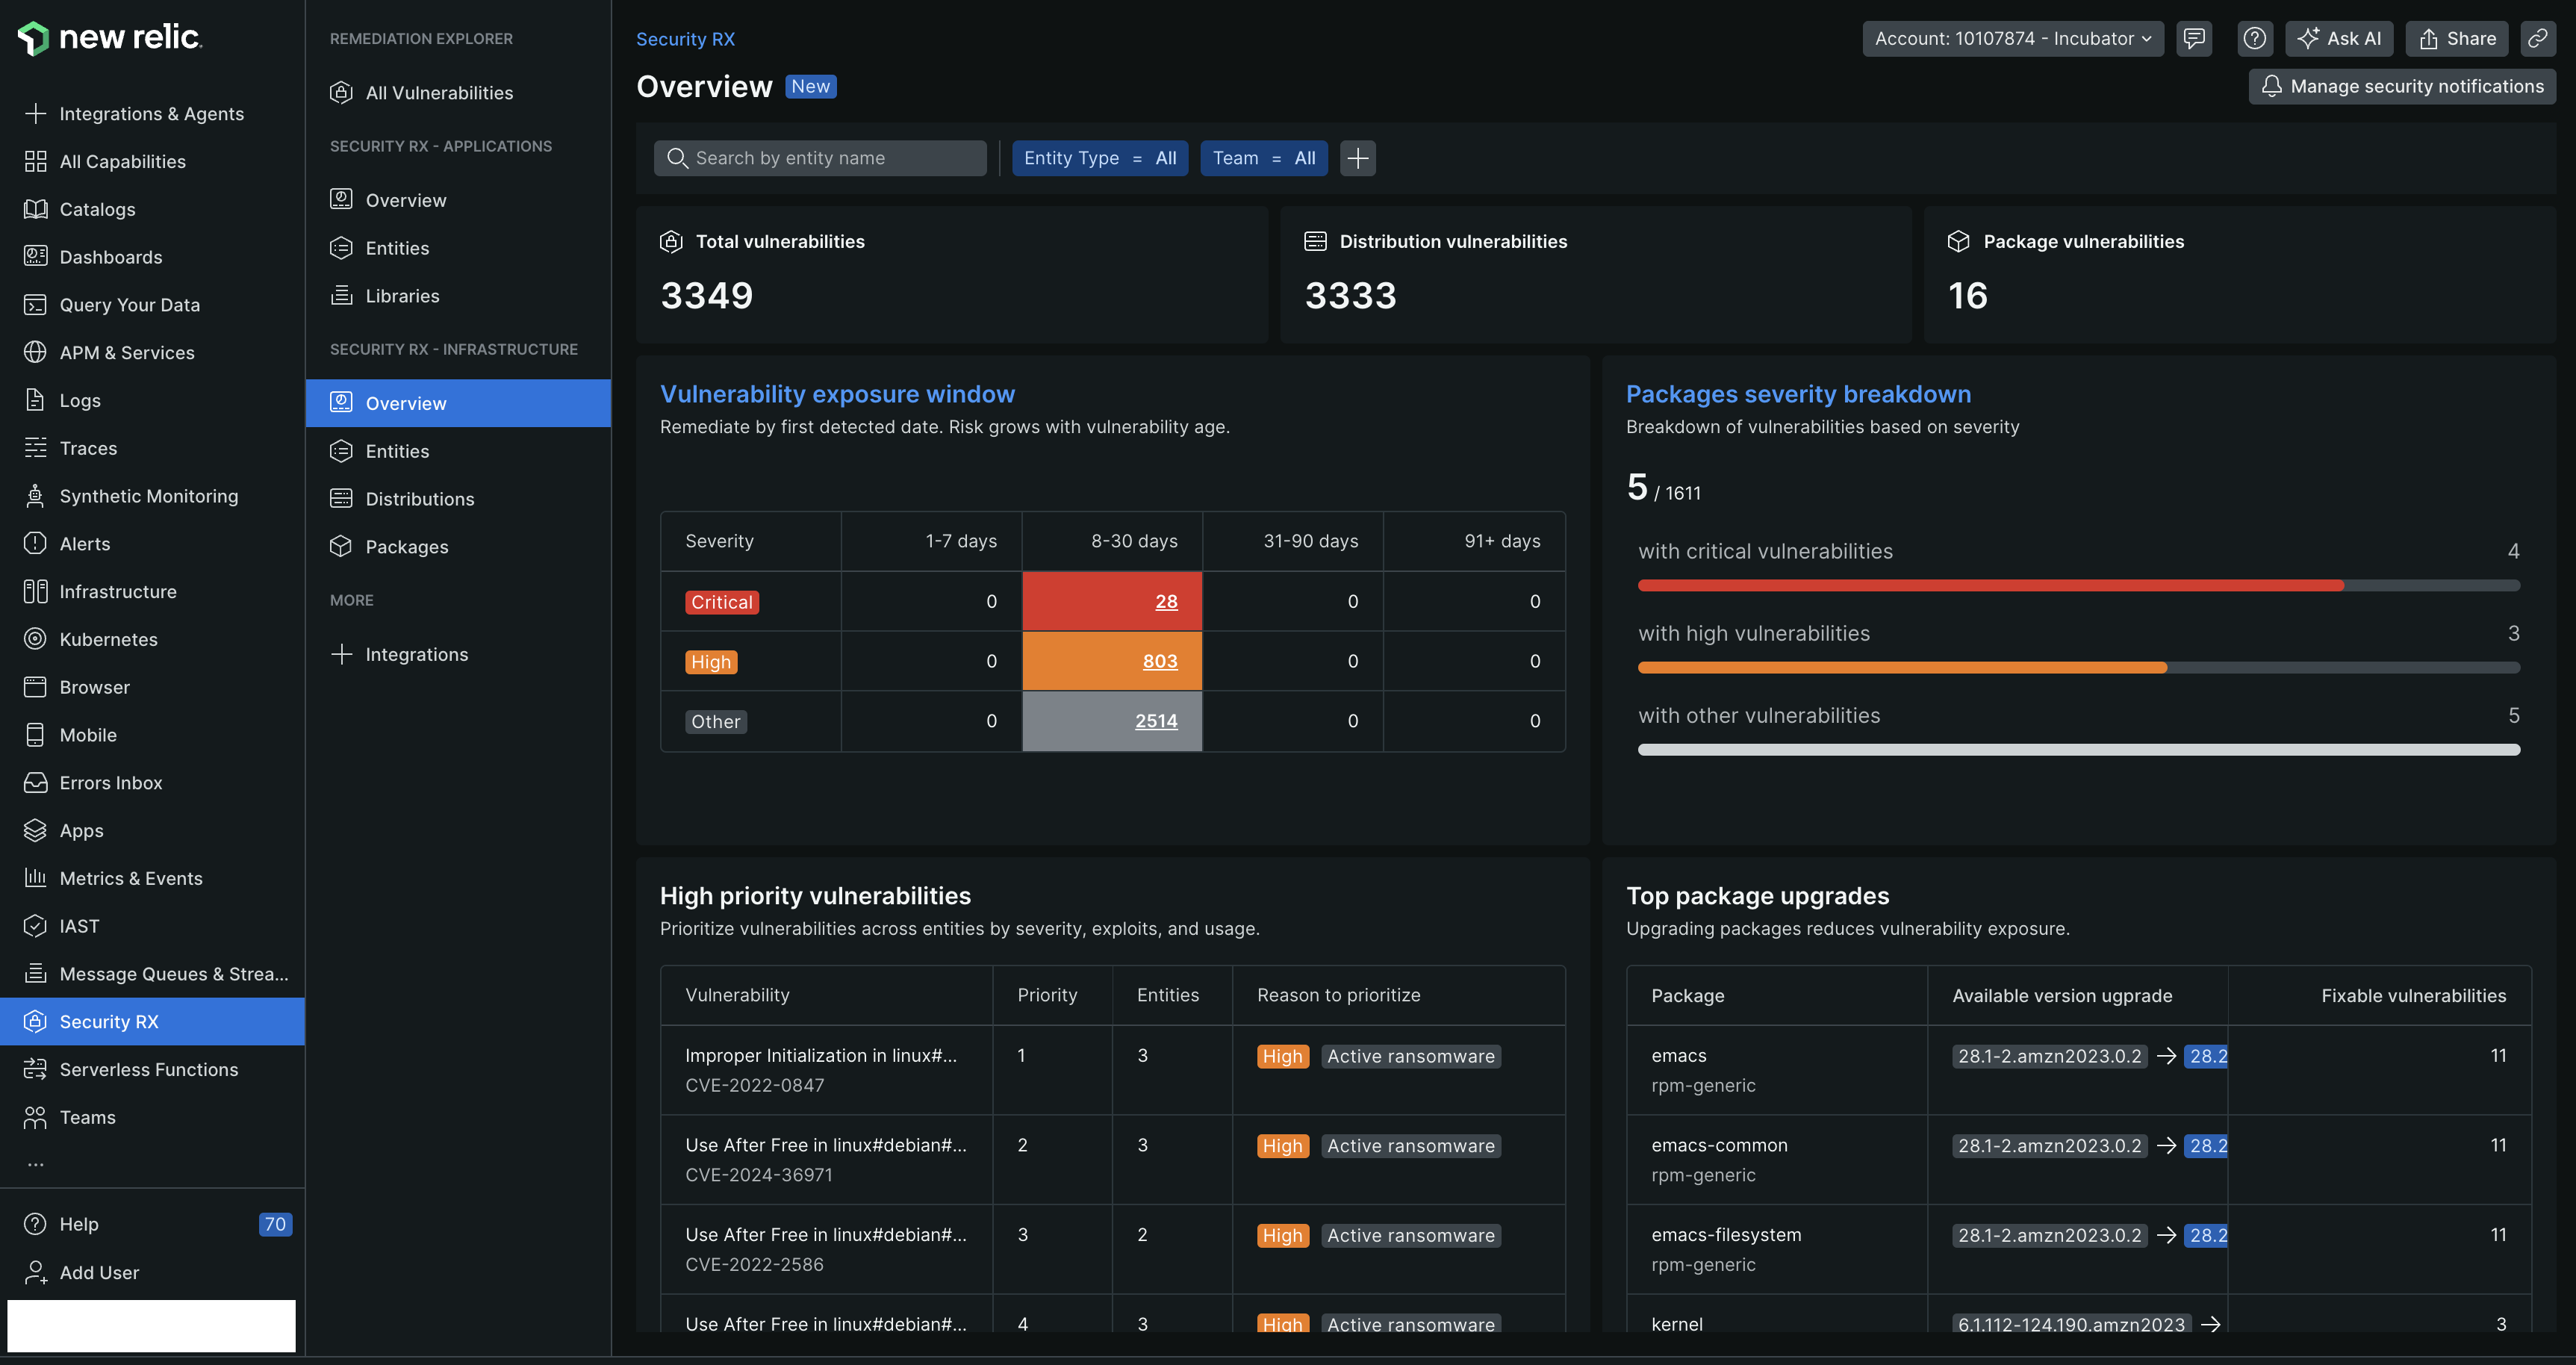 new relic.
Integrations & Agents
All Capabilities
Catalogs
Dashboards
Query Your Data
APM & Services
Logs
Traces
Synthetic Monitoring
Alerts
Infrastructure
Kubernetes
Browser
Mobile
Errors Inbox
Apps
Metrics & Events
IAST
Message Queues & Strea...
Security RX
Serverless Functions
Teams
...
Help 70
Add User
REMEDIATION EXPLORER
All Vulnerabilities
SECURITY RX - APPLICATIONS
Overview
Entities
Libraries
SECURITY RX - INFRASTRUCTURE
Overview
Entities
Distributions
Packages
MORE
Integrations
Security RX
Account: 10107874 - Incubator
Ask AI
Share
Overview New
Manage security notifications
Search by entity name
Entity Type = All
Team = All
Total vulnerabilities
3349
Distribution vulnerabilities
3333
Package vulnerabilities
16
Vulnerability exposure window
Remediate by first detected date. Risk grows with vulnerability age.
Severity 1-7 days 8-30 days 31-90 days 91+ days
Critical 0 28 0 0
High 0 803 0 0
Other 0 2514 0 0
Packages severity breakdown
Breakdown of vulnerabilities based on severity
5 / 1611
with critical vulnerabilities 4
with high vulnerabilities 3
with other vulnerabilities 5
High priority vulnerabilities
Prioritize vulnerabilities across entities by severity, exploits, and usage.
Vulnerability Priority Entities Reason to prioritize
Improper Initialization in linux#... 1 3 High Active ransomware
CVE-2022-0847
Use After Free in linux#debian#... 2 3 High Active ransomware
CVE-2024-36971
Use After Free in linux#debian#... 3 2 High Active ransomware
CVE-2022-2586
Use After Free in linux#debian#... 4 3 High Active ransomware
Top package upgrades
Upgrading packages reduces vulnerability exposure.
Package Available version ugprade Fixable vulnerabilities
emacs 28.1-2.amzn2023.0.2 → 28.2 11
rpm-generic
emacs-common 28.1-2.amzn2023.0.2 → 28.2 11
rpm-generic
emacs-filesystem 28.1-2.amzn2023.0.2 → 28.2 11
rpm-generic
kernel 6.1.112-124.190.amzn2023 → 3